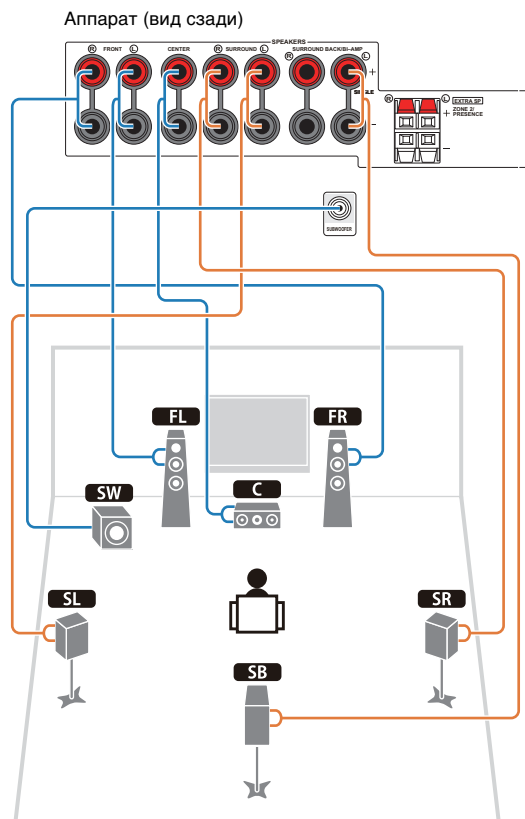 Аппарат (вид сзади)
SPEAKERS
R FRONT L CENTER R SURROUND L SURROUND BACK/BI-AMP
R L
+
SINGLE
-
R L EXTRA SP
ZONE 2/
PRESENCE
+
-
SUBWOOFER
FL FR
SW C
SL SR
SB